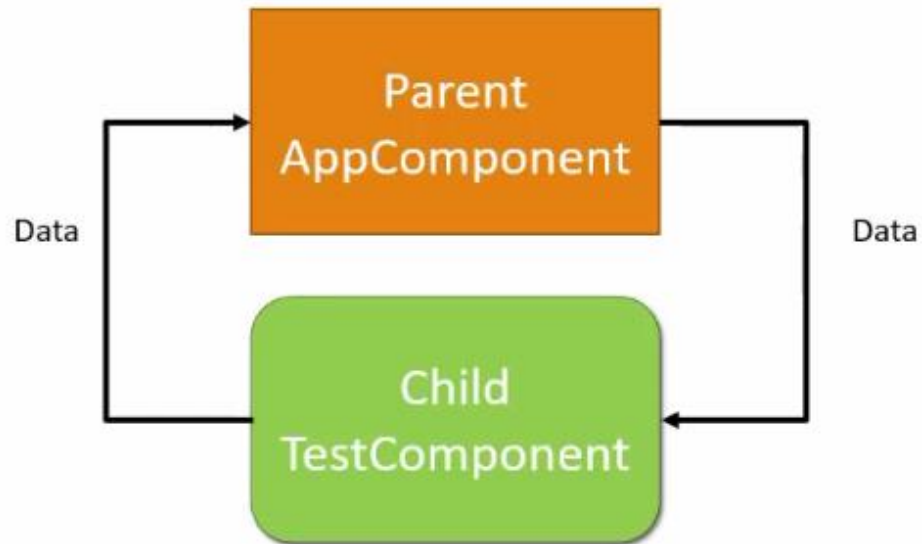 Parent
AppComponent
Data
Data
Child
TestComponent